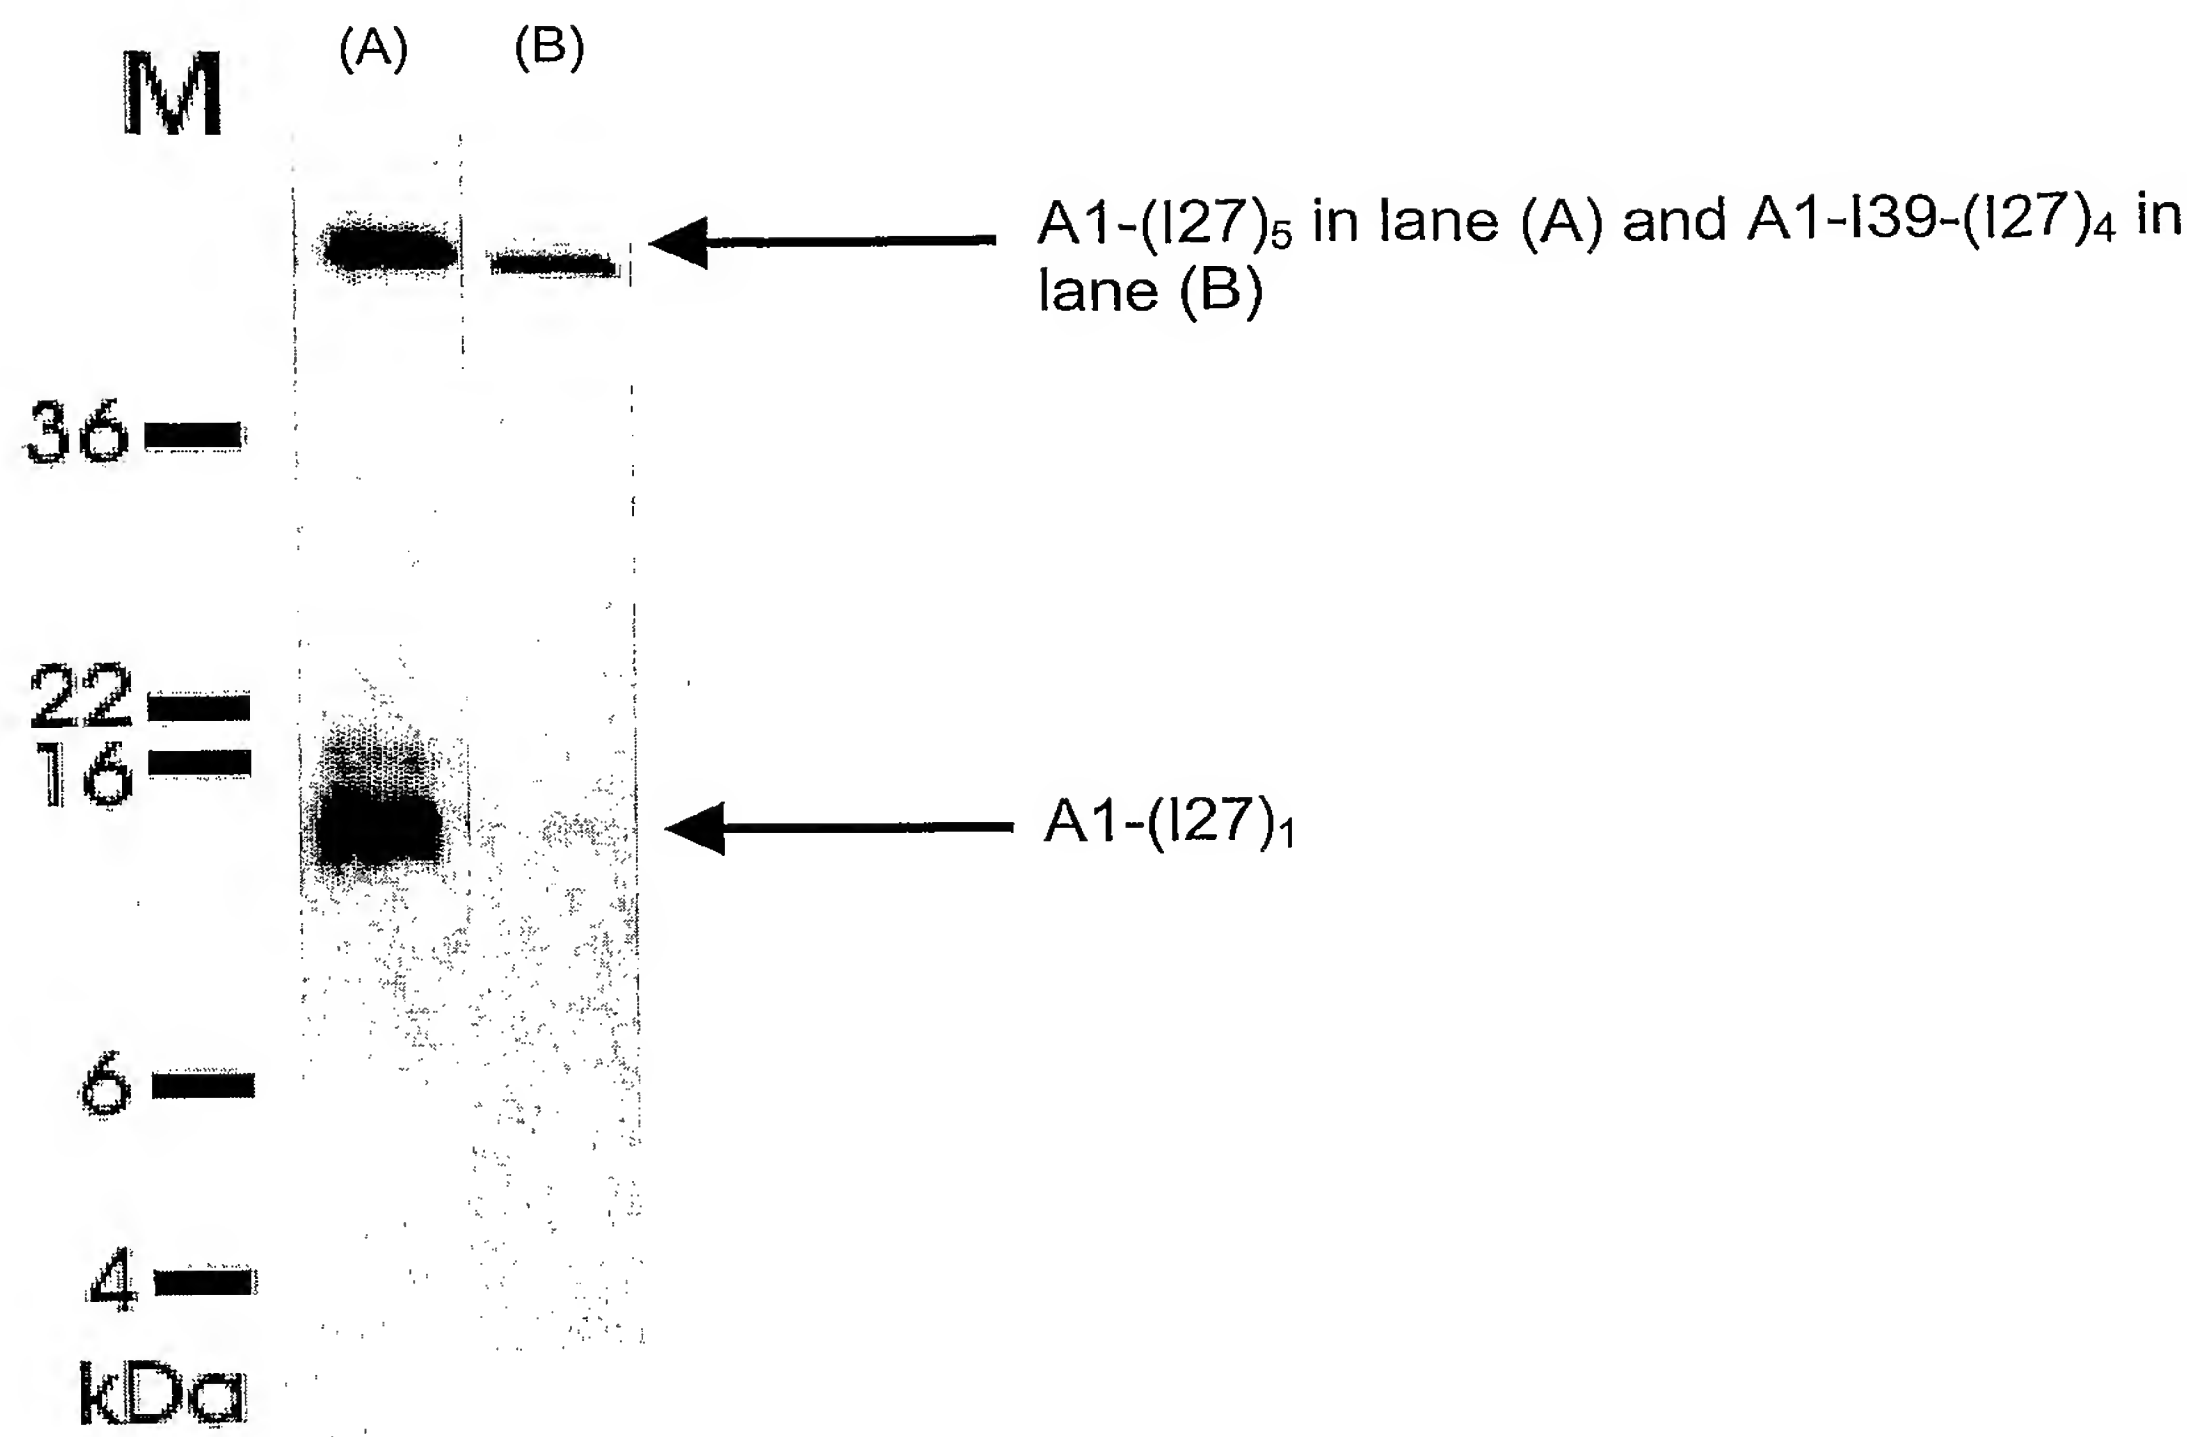 M
(A) (B)
A1-(I27)₅ in lane (A) and A1-I39-(I27)₄ in
lane (B)
36
22
16
A1-(I27)₁
6
4
kDa